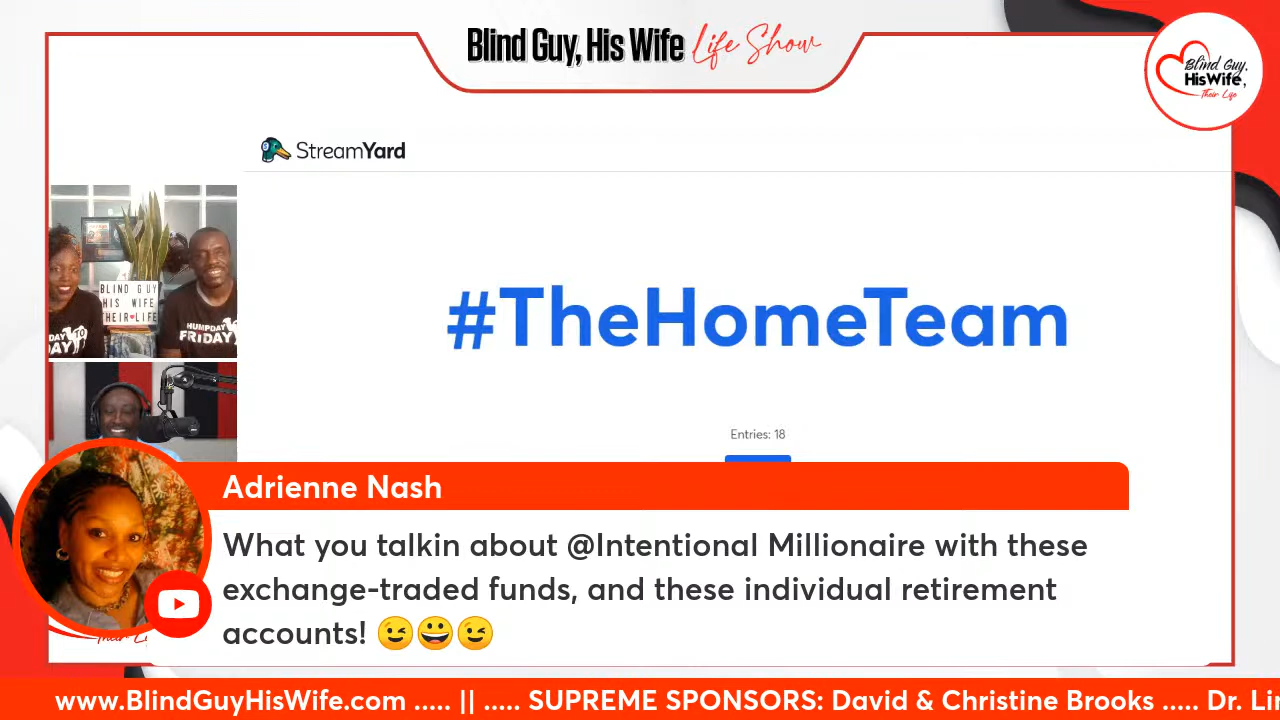 Blind Guy, His Wife Life Show
Blind Guy,
His Wife,
Their Life
StreamYard
#TheHomeTeam
BLIND GUY
HIS WIFE
THEIR♥LIFE
DAY
DAY
HUMPDAY
FRIDAY
Entries: 18
Adrienne Nash
What you talkin about @Intentional Millionaire with these
exchange-traded funds, and these individual retirement
accounts! 😉😀😉
www.BlindGuyHisWife.com ..... || ..... SUPREME SPONSORS: David & Christine Brooks ..... Dr. Li